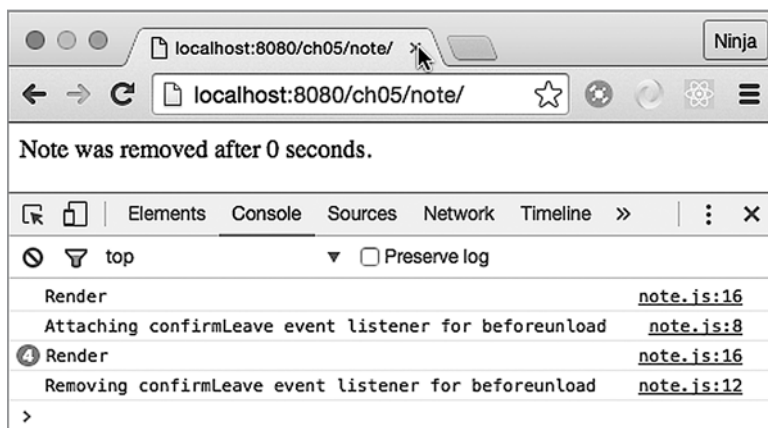 localhost:8080/ch05/note/
Ninja
localhost:8080/ch05/note/
Note was removed after 0 seconds.
Elements Console Sources Network Timeline »
top Preserve log
Render note.js:16
Attaching confirmLeave event listener for beforeunload note.js:8
4 Render note.js:16
Removing confirmLeave event listener for beforeunload note.js:12
>